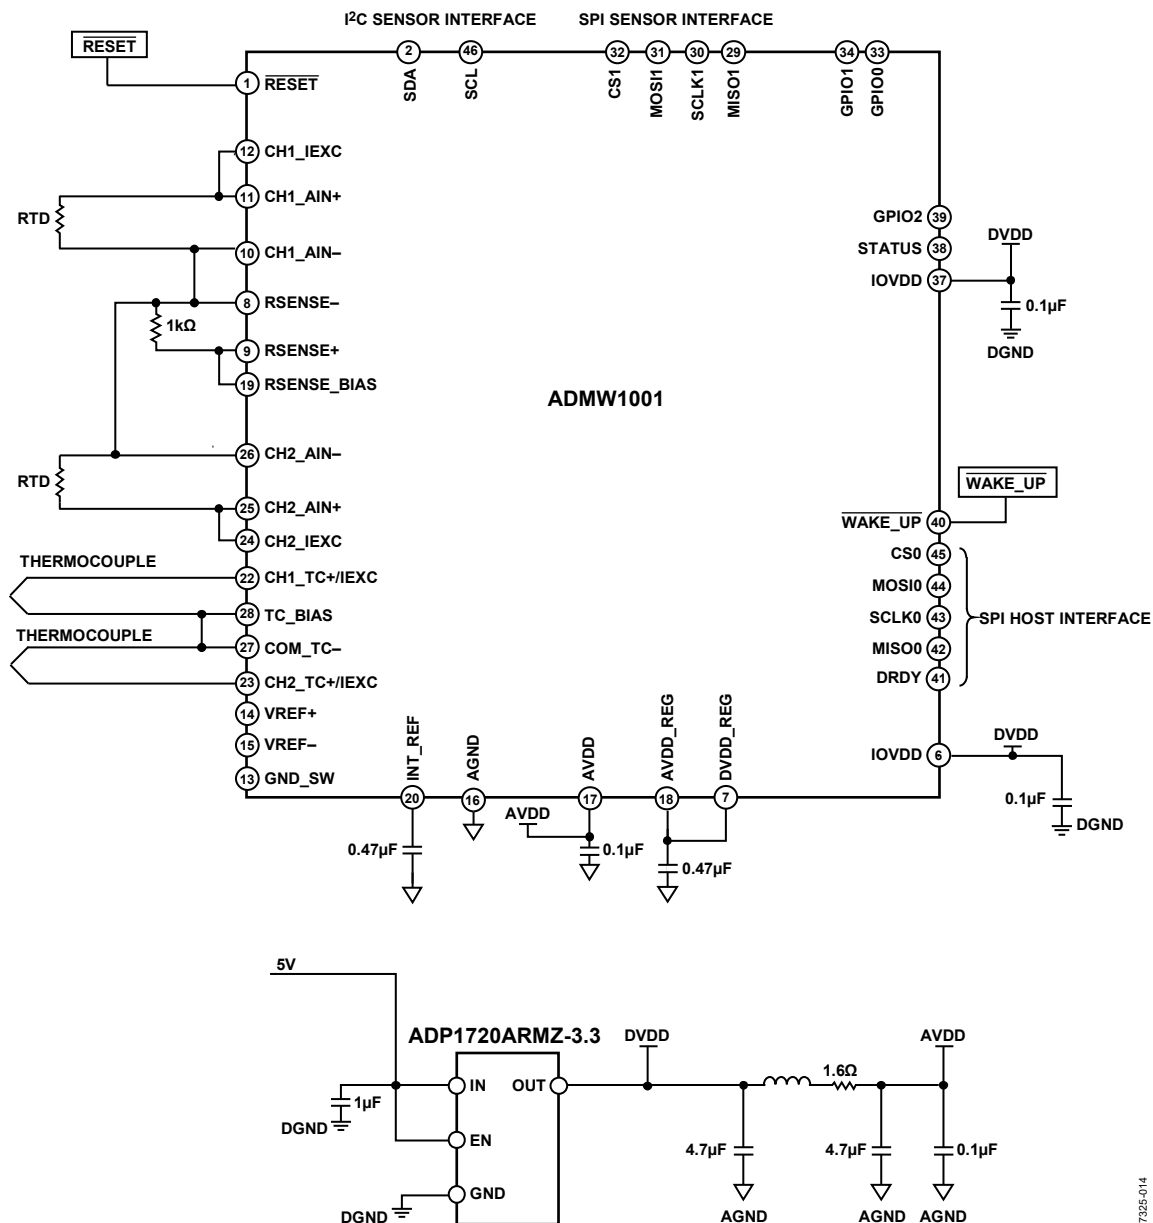 I²C SENSOR INTERFACE
SPI SENSOR INTERFACE
RESET
2
46
32
31
30
29
34
33
SDA
SCL
CS1
MOSI1
SCLK1
MISO1
GPIO1
GPIO0
1 RESET
12 CH1_IEXC
11 CH1_AIN+
RTD
10 CH1_AIN–
8 RSENSE–
1kΩ
9 RSENSE+
19 RSENSE_BIAS
26 CH2_AIN–
RTD
25 CH2_AIN+
24 CH2_IEXC
THERMOCOUPLE
22 CH1_TC+/IEXC
28 TC_BIAS
THERMOCOUPLE
27 COM_TC–
23 CH2_TC+/IEXC
14 VREF+
15 VREF–
13 GND_SW
ADMW1001
GPIO2 39
STATUS 38
IOVDD 37
DVDD
0.1µF
DGND
WAKE_UP
WAKE_UP 40
CS0 45
MOSI0 44
SCLK0 43
MISO0 42
DRDY 41
SPI HOST INTERFACE
IOVDD 6
DVDD
0.1µF
DGND
INT_REF
AGND
AVDD
AVDD_REG
DVDD_REG
20
16
17
18
7
AVDD
0.47µF
0.1µF
0.47µF
5V
ADP1720ARMZ-3.3
DVDD
AVDD
IN
OUT
1.6Ω
1µF
DGND
EN
4.7µF
4.7µF
0.1µF
GND
DGND
AGND
AGND
AGND
7325-014